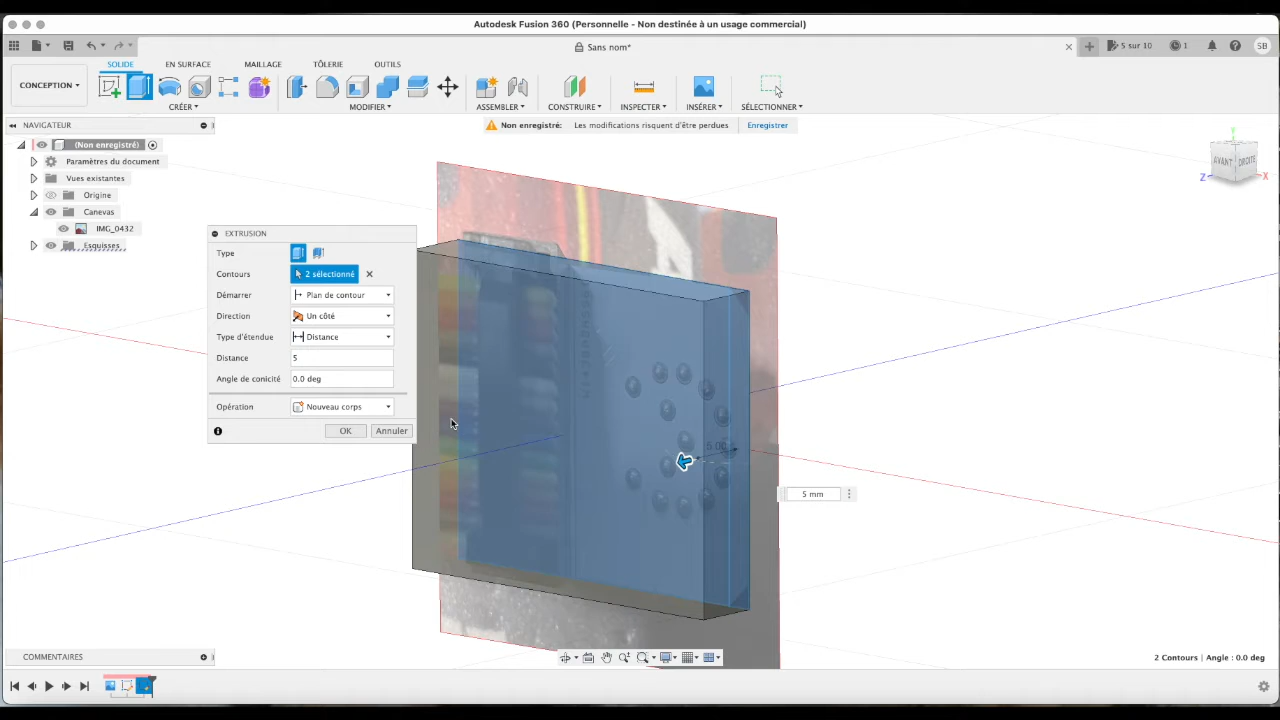 Autodesk Fusion 360 (Personnelle - Non destinée à un usage commercial)
Sans nom*
5 sur 10
1
SB
CONCEPTION
SOLIDE
EN SURFACE
MAILLAGE
TÔLERIE
OUTILS
CRÉER
MODIFIER
ASSEMBLER
CONSTRUIRE
INSPECTER
INSÉRER
SÉLECTIONNER
NAVIGATEUR
Non enregistré: Les modifications risquent d'être perdues Enregistrer
(Non enregistré)
Paramètres du document
Vues existantes
Origine
Canevas
IMG_0432
Esquisses
Y
AVANT
DROITE
Z
X
EXTRUSION
Type
Contours 2 sélectionné
Démarrer Plan de contour
Direction Un côté
Type d'étendue Distance
Distance 5
Angle de conicité 0.0 deg
Opération Nouveau corps
OK Annuler
5.00
5 mm
COMMENTAIRES
2 Contours | Angle : 0.0 deg